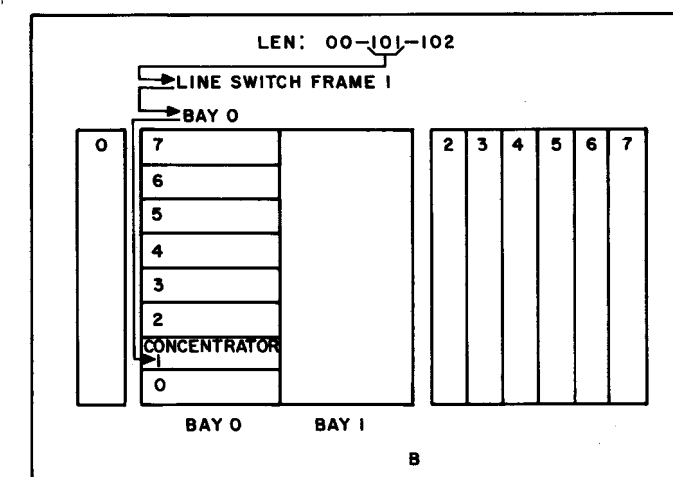 LEN: 00-101-102
LINE SWITCH FRAME 1
BAY 0
0 7 2 3 4 5 6 7
6
5
4
3
2
CONCENTRATOR
1
0
BAY 0 BAY 1
B